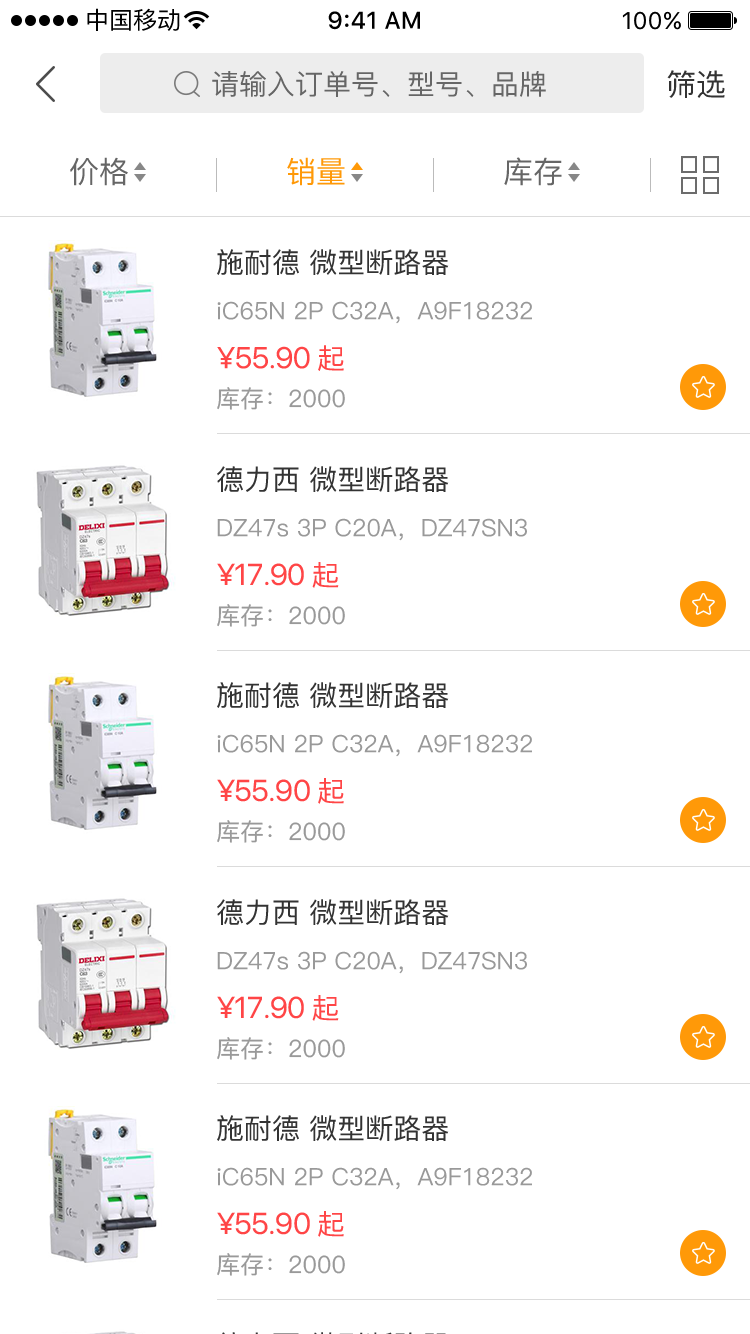 中国移动 9:41 AM 100%
请输入订单号、型号、品牌 筛选
价格 销量 库存
施耐德 微型断路器
iC65N 2P C32A，A9F18232
¥55.90 起
库存：2000
德力西 微型断路器
DZ47s 3P C20A，DZ47SN3
¥17.90 起
库存：2000
施耐德 微型断路器
iC65N 2P C32A，A9F18232
¥55.90 起
库存：2000
德力西 微型断路器
DZ47s 3P C20A，DZ47SN3
¥17.90 起
库存：2000
施耐德 微型断路器
iC65N 2P C32A，A9F18232
¥55.90 起
库存：2000
Schneider
DELIXI
Schneider
DELIXI
Schneider